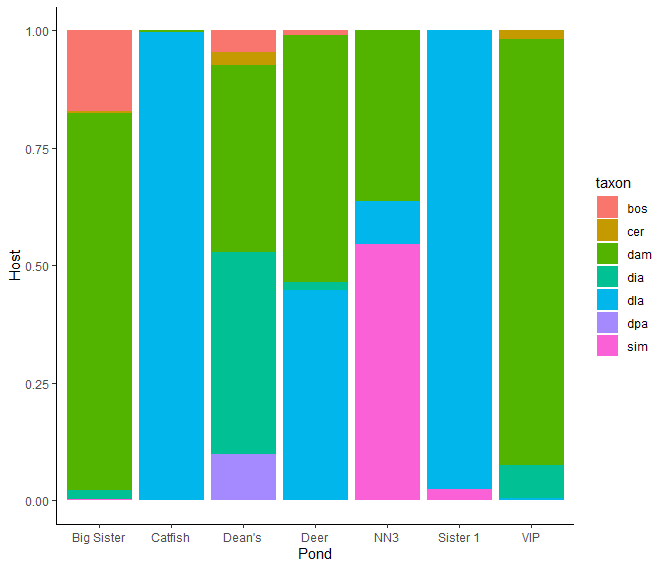 1.00
0.75
0.50
0.25
0.00
Host
Big Sister Catfish Dean's Deer NN3 Sister 1 VIP
Pond
taxon
bos
cer
dam
dia
dla
dpa
sim